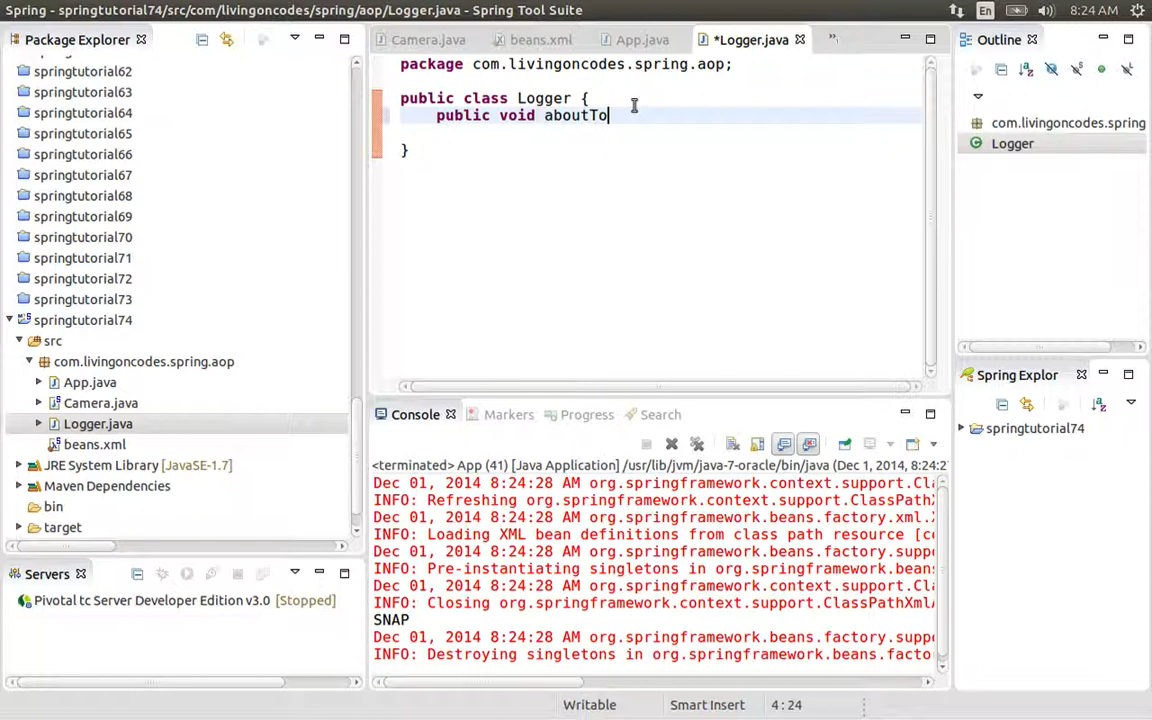 Spring - springtutorial74/src/com/livingoncodes/spring/aop/Logger.java - Spring Tool Suite
En
8:24 AM
Package Explorer
springtutorial62
springtutorial63
springtutorial64
springtutorial65
springtutorial66
springtutorial67
springtutorial68
springtutorial69
springtutorial70
springtutorial71
springtutorial72
springtutorial73
springtutorial74
src
com.livingoncodes.spring.aop
App.java
Camera.java
Logger.java
beans.xml
JRE System Library [JavaSE-1.7]
Maven Dependencies
bin
target
Servers
Pivotal tc Server Developer Edition v3.0 [Stopped]
Camera.java
beans.xml
App.java
*Logger.java
package com.livingoncodes.spring.aop;
public class Logger {
public void aboutTo
}
Console
Markers
Progress
Search
<terminated> App (41) [Java Application] /usr/lib/jvm/java-7-oracle/bin/java (Dec 1, 2014, 8:24:2
Dec 01, 2014 8:24:28 AM org.springframework.context.support.Cl
INFO: Refreshing org.springframework.context.support.ClassPath
Dec 01, 2014 8:24:28 AM org.springframework.beans.factory.xml.
INFO: Loading XML bean definitions from class path resource [c
Dec 01, 2014 8:24:28 AM org.springframework.beans.factory.supp
INFO: Pre-instantiating singletons in org.springframework.bean
Dec 01, 2014 8:24:28 AM org.springframework.context.support.Cl
INFO: Closing org.springframework.context.support.ClassPathXml
SNAP
Dec 01, 2014 8:24:28 AM org.springframework.beans.factory.supp
INFO: Destroying singletons in org.springframework.beans.facto
Outline
com.livingoncodes.spring
Logger
Spring Explor
springtutorial74
Writable
Smart Insert
4 : 24